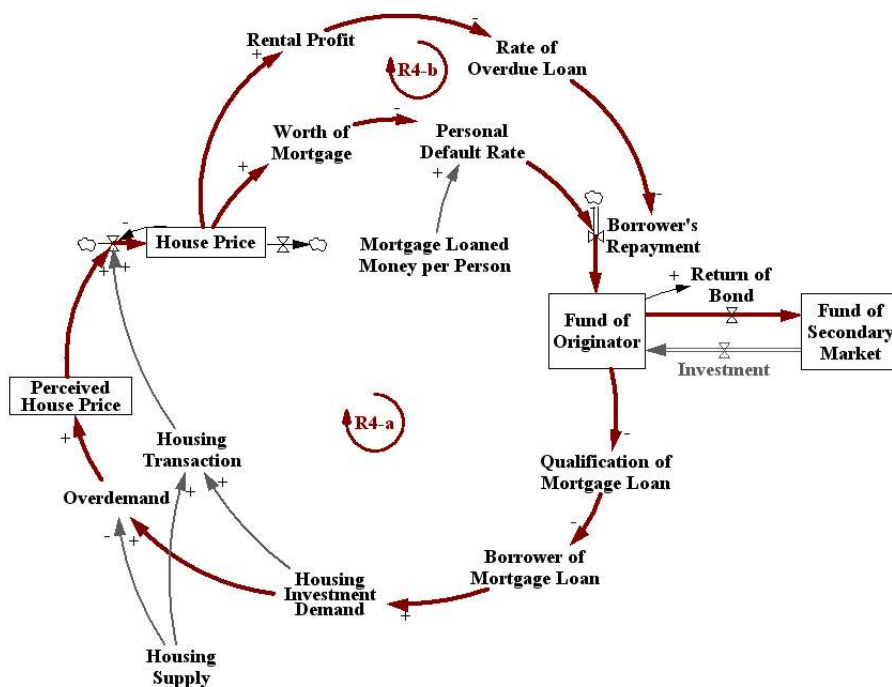 Rental Profit
-
Rate of
Overdue Loan
+
R4-b
Worth of
Mortgage
-
Personal
Default Rate
+
+
-
-
House Price
Mortgage Loaned
Money per Person
-
Borrower's
Repayment
+
+
+
Return of
Bond
Fund of
Originator
Fund of
Secondary
Market
Investment
Perceived
House Price
R4-a
+
Housing
Transaction
-
Qualification of
Mortgage Loan
Overdemand
+
+
-
+
-
Borrower of
Mortgage Loan
Housing
Investment
Demand
+
Housing
Supply